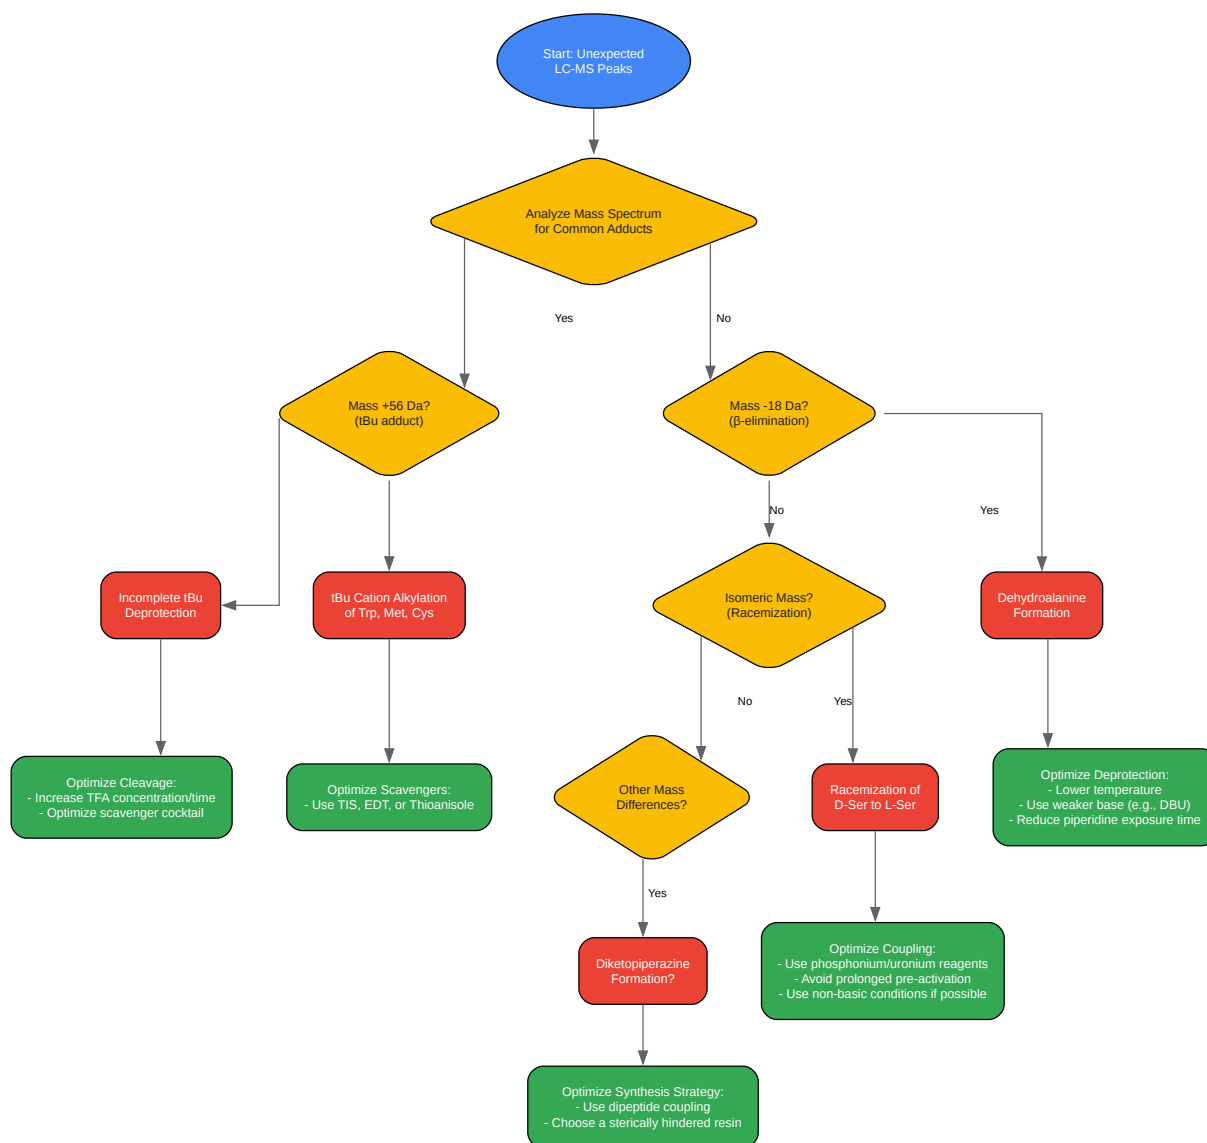 Start: Unexpected
LC-MS Peaks
Analyze Mass Spectrum
for Common Adducts
Yes
No
Mass +56 Da?
(tBu adduct)
Mass -18 Da?
(β-elimination)
No
Yes
Incomplete tBu
Deprotection
tBu Cation Alkylation
of Trp, Met, Cys
Isomeric Mass?
(Racemization)
Dehydroalanine
Formation
No
Yes
Optimize Cleavage:
- Increase TFA concentration/time
- Optimize scavenger cocktail
Optimize Scavengers:
- Use TIS, EDT, or Thioanisole
Other Mass
Differences?
Racemization of
D-Ser to L-Ser
Optimize Deprotection:
- Lower temperature
- Use weaker base (e.g., DBU)
- Reduce piperidine exposure time
Yes
Diketopiperazine
Formation?
Optimize Coupling:
- Use phosphonium/uronium reagents
- Avoid prolonged pre-activation
- Use non-basic conditions if possible
Optimize Synthesis Strategy:
- Use dipeptide coupling
- Choose a sterically hindered resin